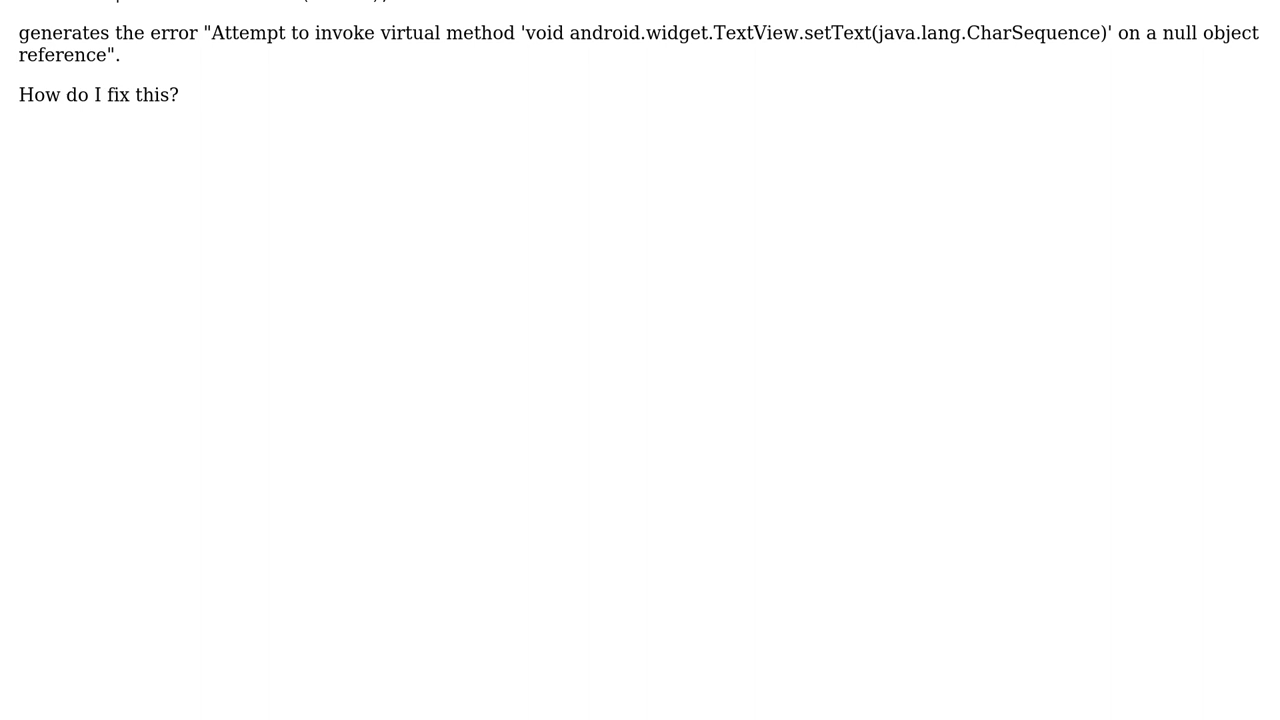 generates the error "Attempt to invoke virtual method 'void android.widget.TextView.setText(java.lang.CharSequence)' on a null object
reference".
How do I fix this?